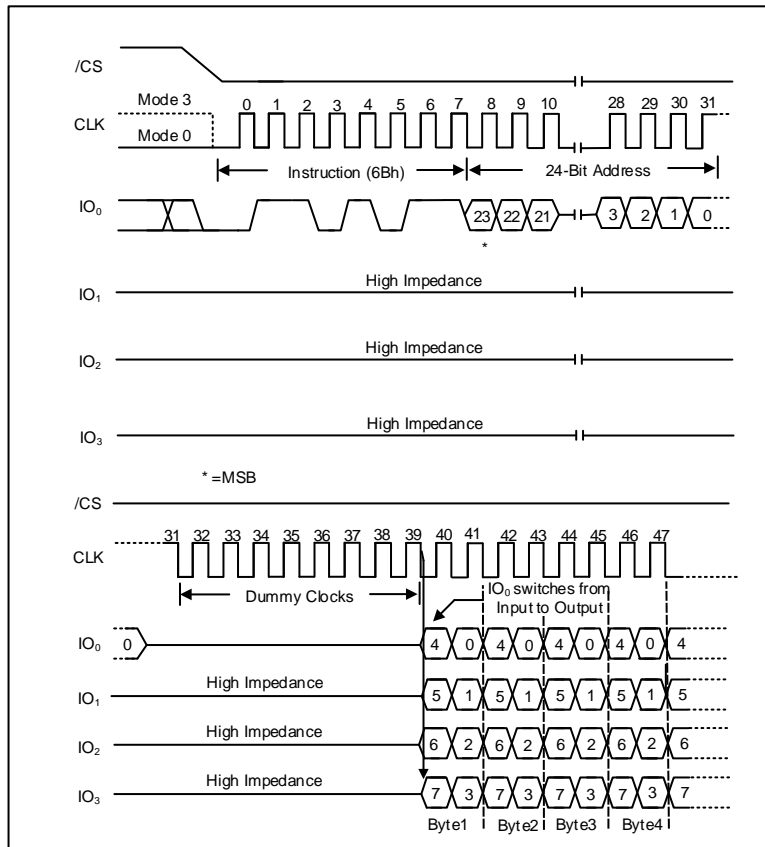 /CS
Mode 3
0 1 2 3 4 5 6 7 8 9 10 28 29 30 31
CLK
Mode 0
Instruction (6Bh) 24-Bit Address
IO₀ 23 22 21 3 2 1 0
*
IO₁ High Impedance
IO₂ High Impedance
IO₃ High Impedance
* =MSB
/CS
31 32 33 34 35 36 37 38 39 40 41 42 43 44 45 46 47
CLK
Dummy Clocks
IO₀ switches from
Input to Output
IO₀ 0 4 0 4 0 4 0 4 0 4
IO₁ High Impedance 5 1 5 1 5 1 5 1 5
IO₂ High Impedance 6 2 6 2 6 2 6 2 6
IO₃ High Impedance 7 3 7 3 7 3 7 3 7
Byte1 Byte2 Byte3 Byte4